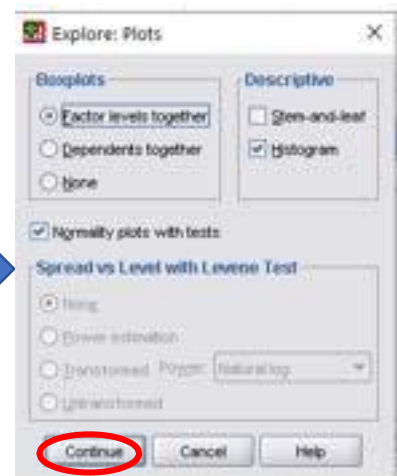 Explore: Plots
Boxplots
Factor levels together
Dependents together
None
Descriptive
Stem-and-leaf
Histogram
Normality plots with tests
Spread vs Level with Levene Test
None
Power estimation
Transformed Power: Natural log
Untransformed
Continue Cancel Help